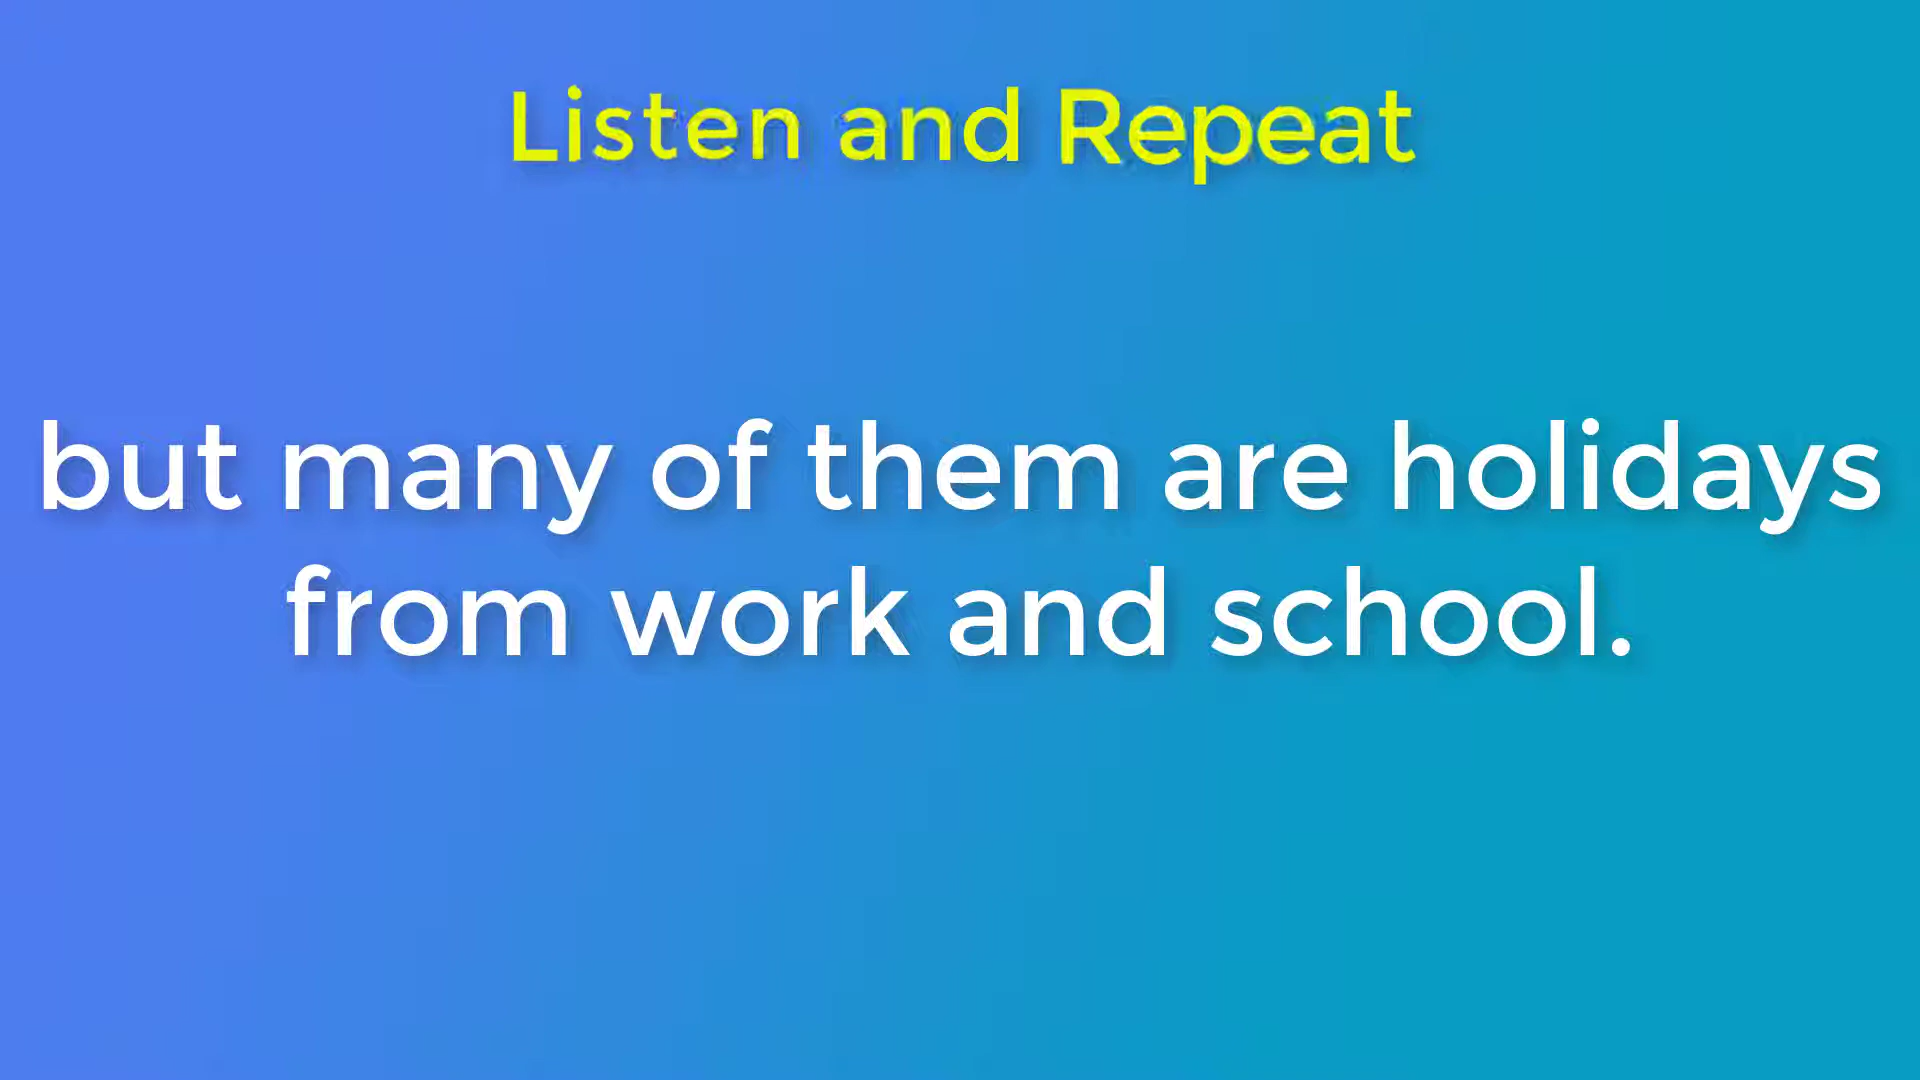 Listen and Repeat
but many of them are holidays
from work and school.